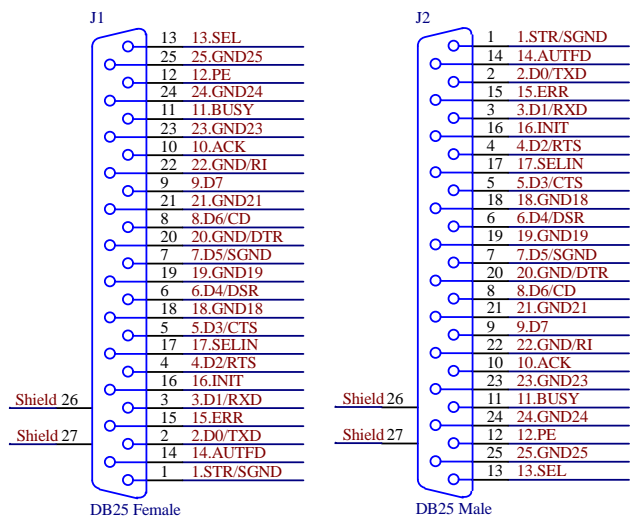 J1
13 13.SEL
25 25.GND25
12 12.PE
24 24.GND24
11 11.BUSY
23 23.GND23
10 10.ACK
22 22.GND/RI
9 9.D7
21 21.GND21
8 8.D6/CD
20 20.GND/DTR
7 7.D5/SGND
19 19.GND19
6 6.D4/DSR
18 18.GND18
5 5.D3/CTS
17 17.SELIN
4 4.D2/RTS
16 16.INIT
Shield 26
3 3.D1/RXD
15 15.ERR
Shield 27
2 2.D0/TXD
14 14.AUTFD
1 1.STR/SGND
DB25 Female
J2
1 1.STR/SGND
14 14.AUTFD
2 2.D0/TXD
15 15.ERR
3 3.D1/RXD
16 16.INIT
4 4.D2/RTS
17 17.SELIN
5 5.D3/CTS
18 18.GND18
6 6.D4/DSR
19 19.GND19
7 7.D5/SGND
20 20.GND/DTR
8 8.D6/CD
21 21.GND21
9 9.D7
22 22.GND/RI
10 10.ACK
23 23.GND23
Shield 26
11 11.BUSY
24 24.GND24
Shield 27
12 12.PE
25 25.GND25
13 13.SEL
DB25 Male